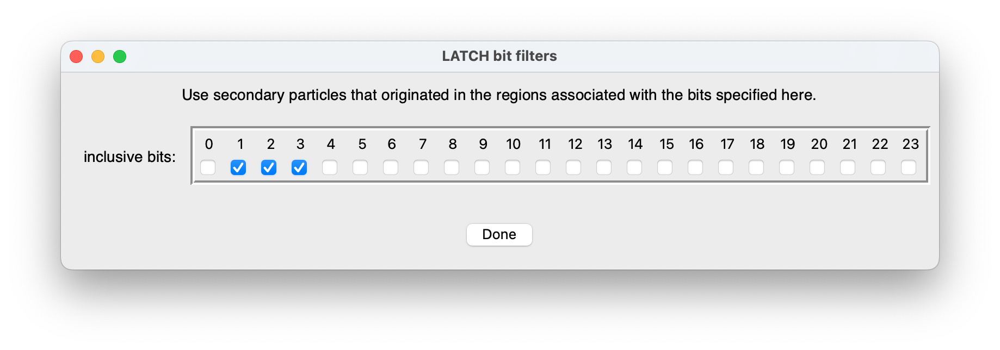 LATCH bit filters
Use secondary particles that originated in the regions associated with the bits specified here.
0 1 2 3 4 5 6 7 8 9 10 11 12 13 14 15 16 17 18 19 20 21 22 23
inclusive bits:
Done